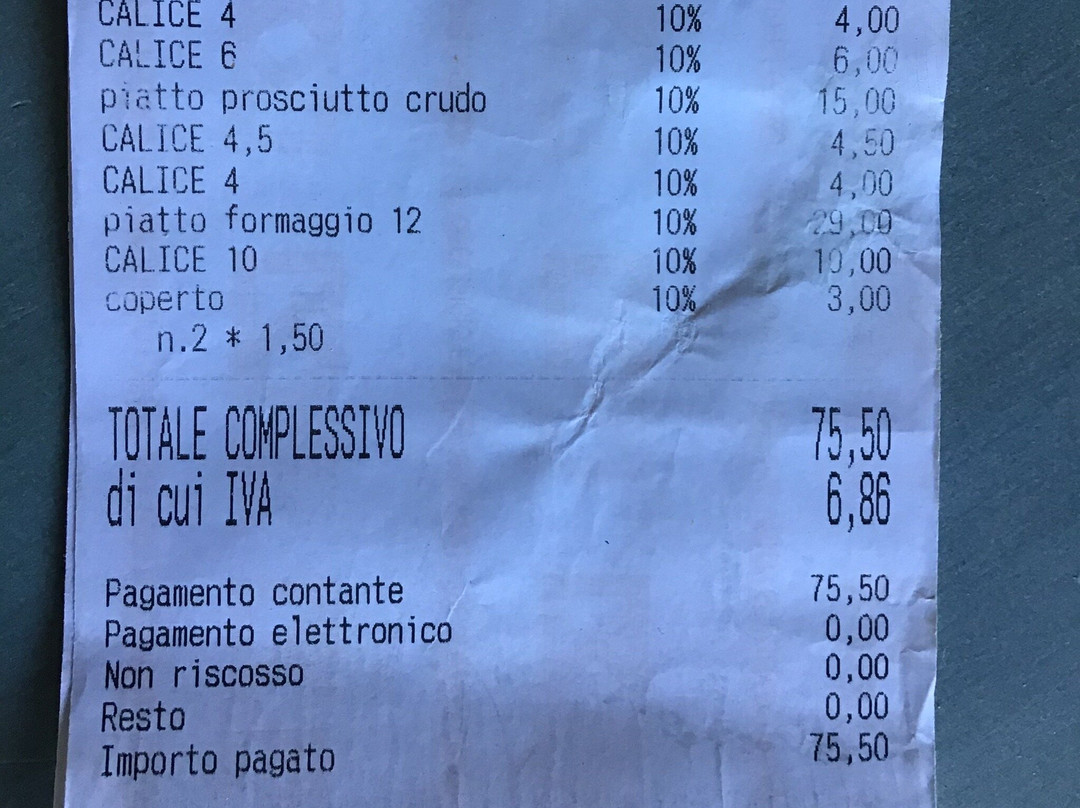 CALICE 4 10% 4,00
CALICE 6 10% 6,00
piatto prosciutto crudo 10% 15,00
CALICE 4,5 10% 4,50
CALICE 4 10% 4,00
piatto formaggio 12 10% 29,00
CALICE 10 10% 10,00
coperto 10% 3,00
n.2 * 1,50
TOTALE COMPLESSIVO 75,50
di cui IVA 6,86
Pagamento contante 75,50
Pagamento elettronico 0,00
Non riscosso 0,00
Resto 0,00
Importo pagato 75,50